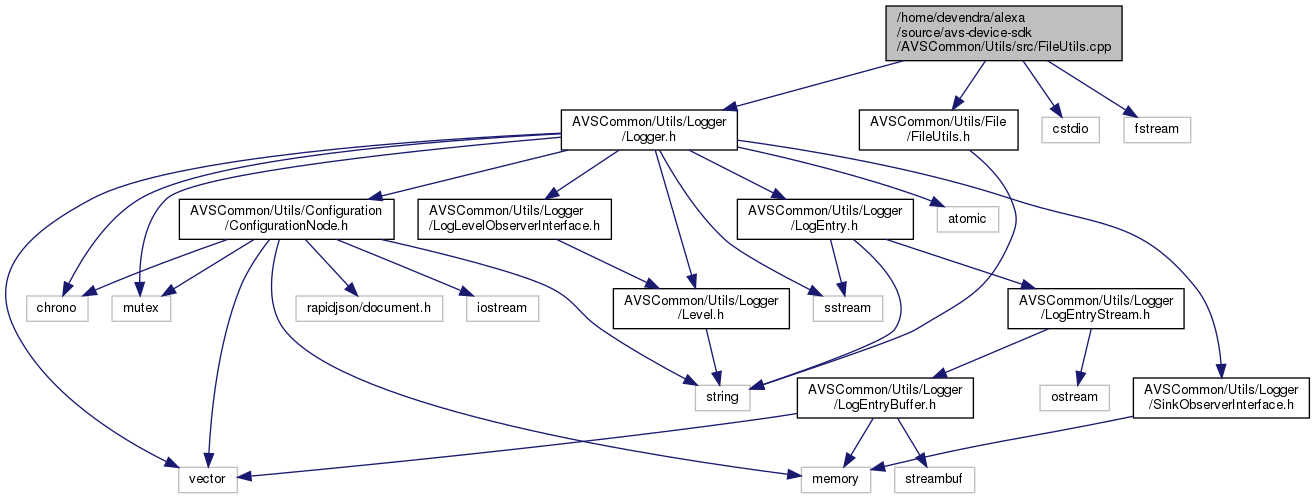 /home/devendra/alexa
/source/avs-device-sdk
/AVSCommon/Utils/src/FileUtils.cpp
AVSCommon/Utils/Logger
/Logger.h
AVSCommon/Utils/File
/FileUtils.h
cstdio
fstream
AVSCommon/Utils/Configuration
/ConfigurationNode.h
AVSCommon/Utils/Logger
/LogLevelObserverInterface.h
AVSCommon/Utils/Logger
/LogEntry.h
atomic
chrono
mutex
rapidjson/document.h
iostream
AVSCommon/Utils/Logger
/Level.h
sstream
AVSCommon/Utils/Logger
/LogEntryStream.h
string
AVSCommon/Utils/Logger
/LogEntryBuffer.h
ostream
AVSCommon/Utils/Logger
/SinkObserverInterface.h
vector
memory
streambuf